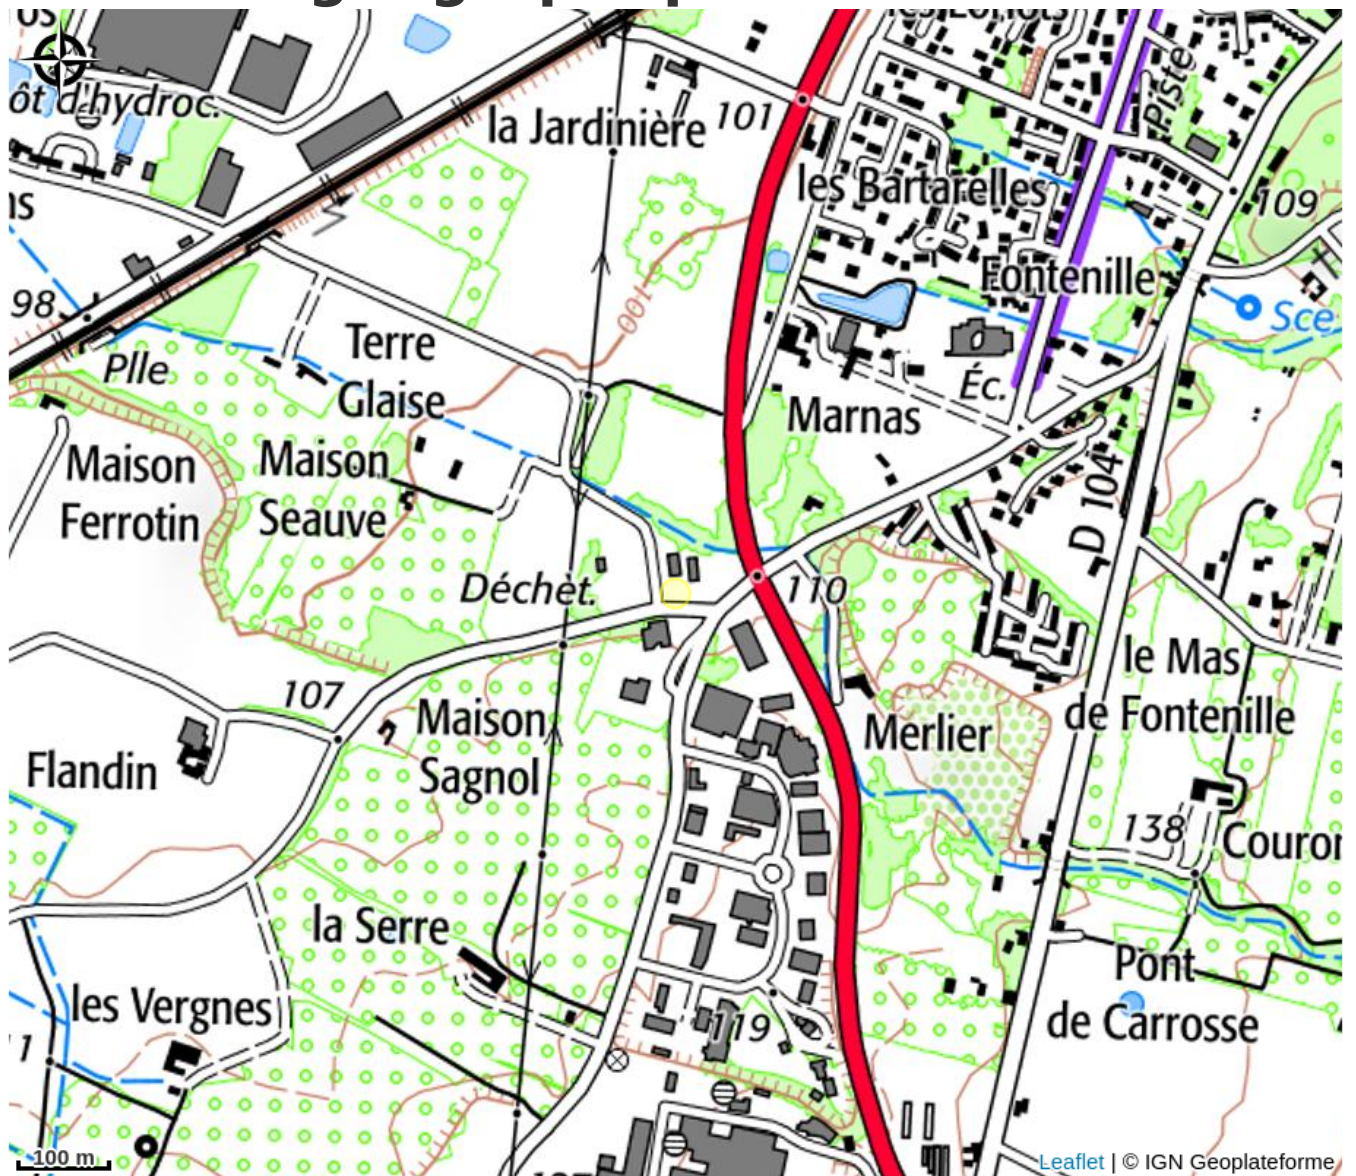 la Jardinière
101
ôt d'hydroc.
Piste
les Bartarelles
109
Fontenille
98
Sce
100
Plle
Terre
Glaise
Éc.
Marnas
Maison
Ferrotin
Maison
Seauve
D 104
Déchèt.
110
le Mas
de Fontenille
107
Maison
Sagnol
Merlier
Flandin
138
la Serre
Pont
de Carrosse
les Vergnes
119
100 m
Leaflet | © IGN Geoplateforme